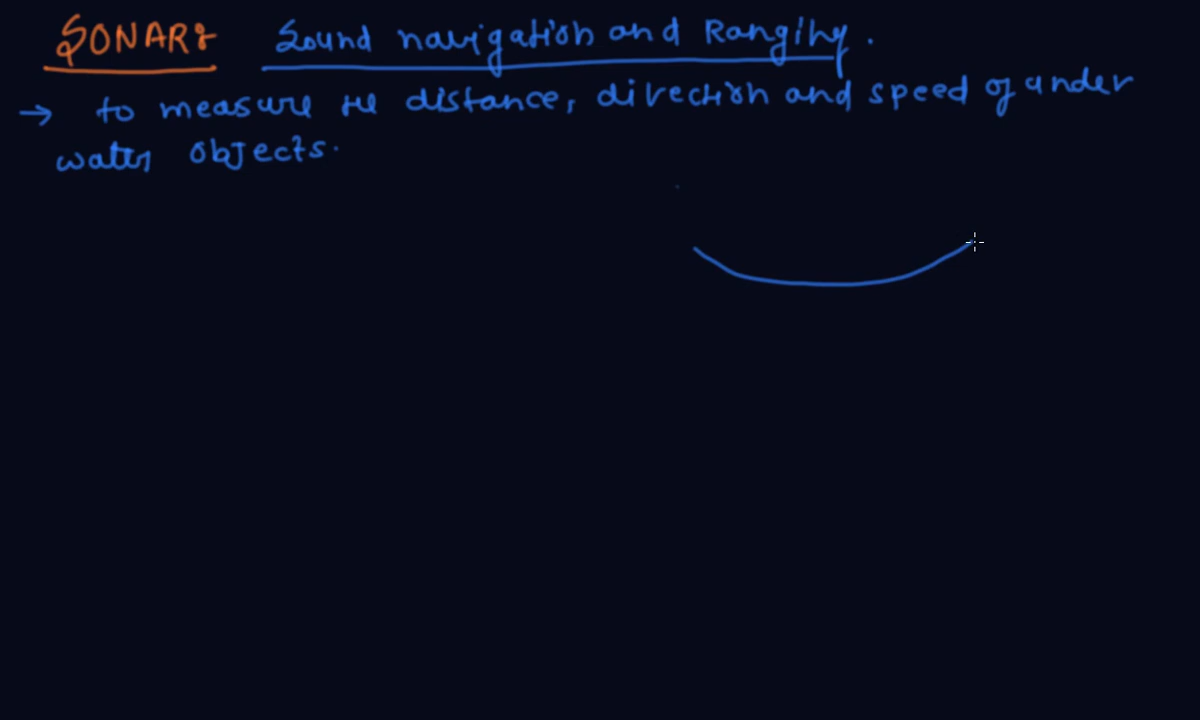 SONAR: Sound navigation and Ranging.
→ to measure the distance, direction and speed of under
water objects.